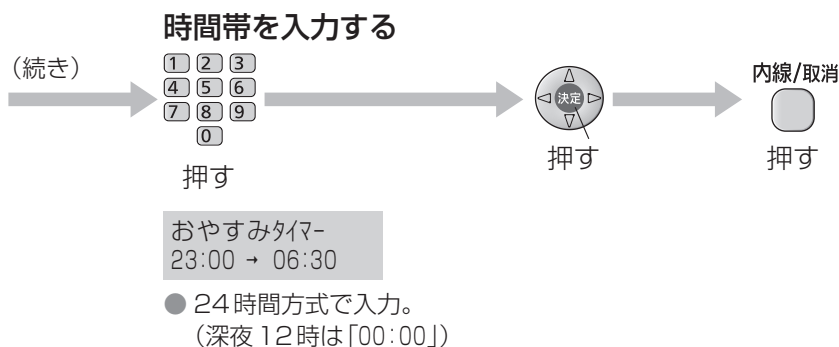 時間帯を入力する
(続き)
1 2 3
4 5 6
7 8 9
0
押す
決定
押す
内線/取消
押す
おやすみﾀｲﾏｰ
23:00 → 06:30
● 24時間方式で入力。
(深夜12時は「00:00」)